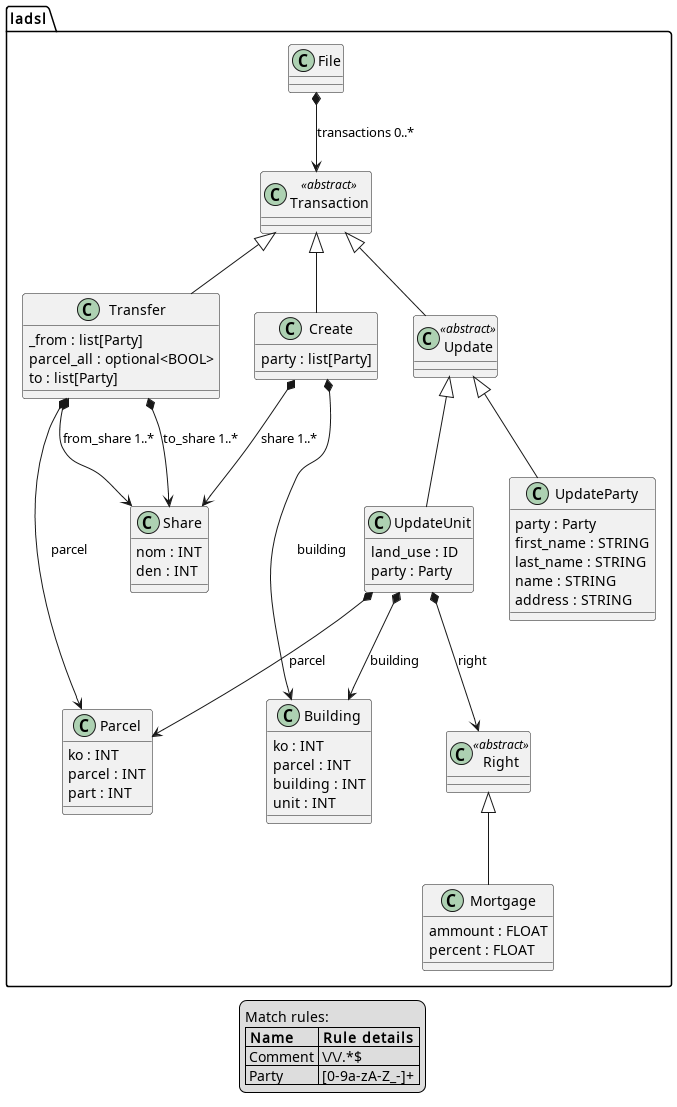 ladsl
C File
transactions 0..*
C «abstract»
Transaction
C Transfer
_from : list[Party]
parcel_all : optional<BOOL>
to : list[Party]
C Create
party : list[Party]
C «abstract»
Update
from_share 1..*
to_share 1..*
share 1..*
C Share
nom : INT
den : INT
C UpdateUnit
land_use : ID
party : Party
C UpdateParty
party : Party
first_name : STRING
last_name : STRING
name : STRING
address : STRING
parcel
building
parcel
building
right
C Parcel
ko : INT
parcel : INT
part : INT
C Building
ko : INT
parcel : INT
building : INT
unit : INT
C «abstract»
Right
C Mortgage
ammount : FLOAT
percent : FLOAT
Match rules:
Name Rule details
Comment \/\/.*$
Party [0-9a-zA-Z_-]+